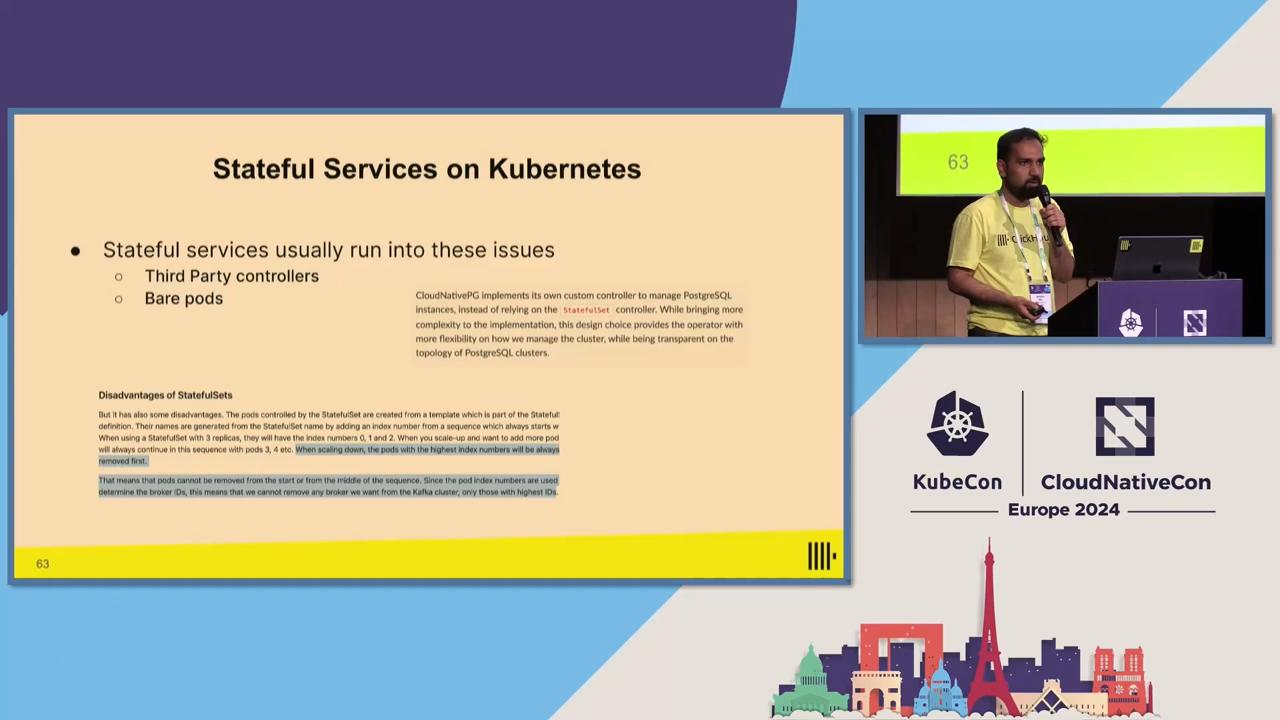 Stateful Services on Kubernetes
● Stateful services usually run into these issues
○ Third Party controllers
○ Bare pods
CloudNativePG implements its own custom controller to manage PostgreSQL
instances, instead of relying on the StatefulSet controller. While bringing more
complexity to the implementation, this design choice provides the operator with
more flexibility on how we manage the cluster, while being transparent on the
topology of PostgreSQL clusters.
Disadvantages of StatefulSets
But it has also some disadvantages. The pods controlled by the StatefulSet are created from a template which is part of the Stateful
definition. Their names are generated from the StatefulSet name by adding an index number from a sequence which always starts w
When using a StatefulSet with 3 replicas, they will have the index numbers 0, 1 and 2. When you scale-up and want to add more pod
will always continue in this sequence with pods 3, 4 etc. When scaling down, the pods with the highest index numbers will be always
removed first.
That means that pods cannot be removed from the start or from the middle of the sequence. Since the pod index numbers are used
determine the broker IDs, this means that we cannot remove any broker we want from the Kafka cluster, only those with highest IDs.
63
63
ClickHou
KubeCon
CloudNativeCon
Europe 2024